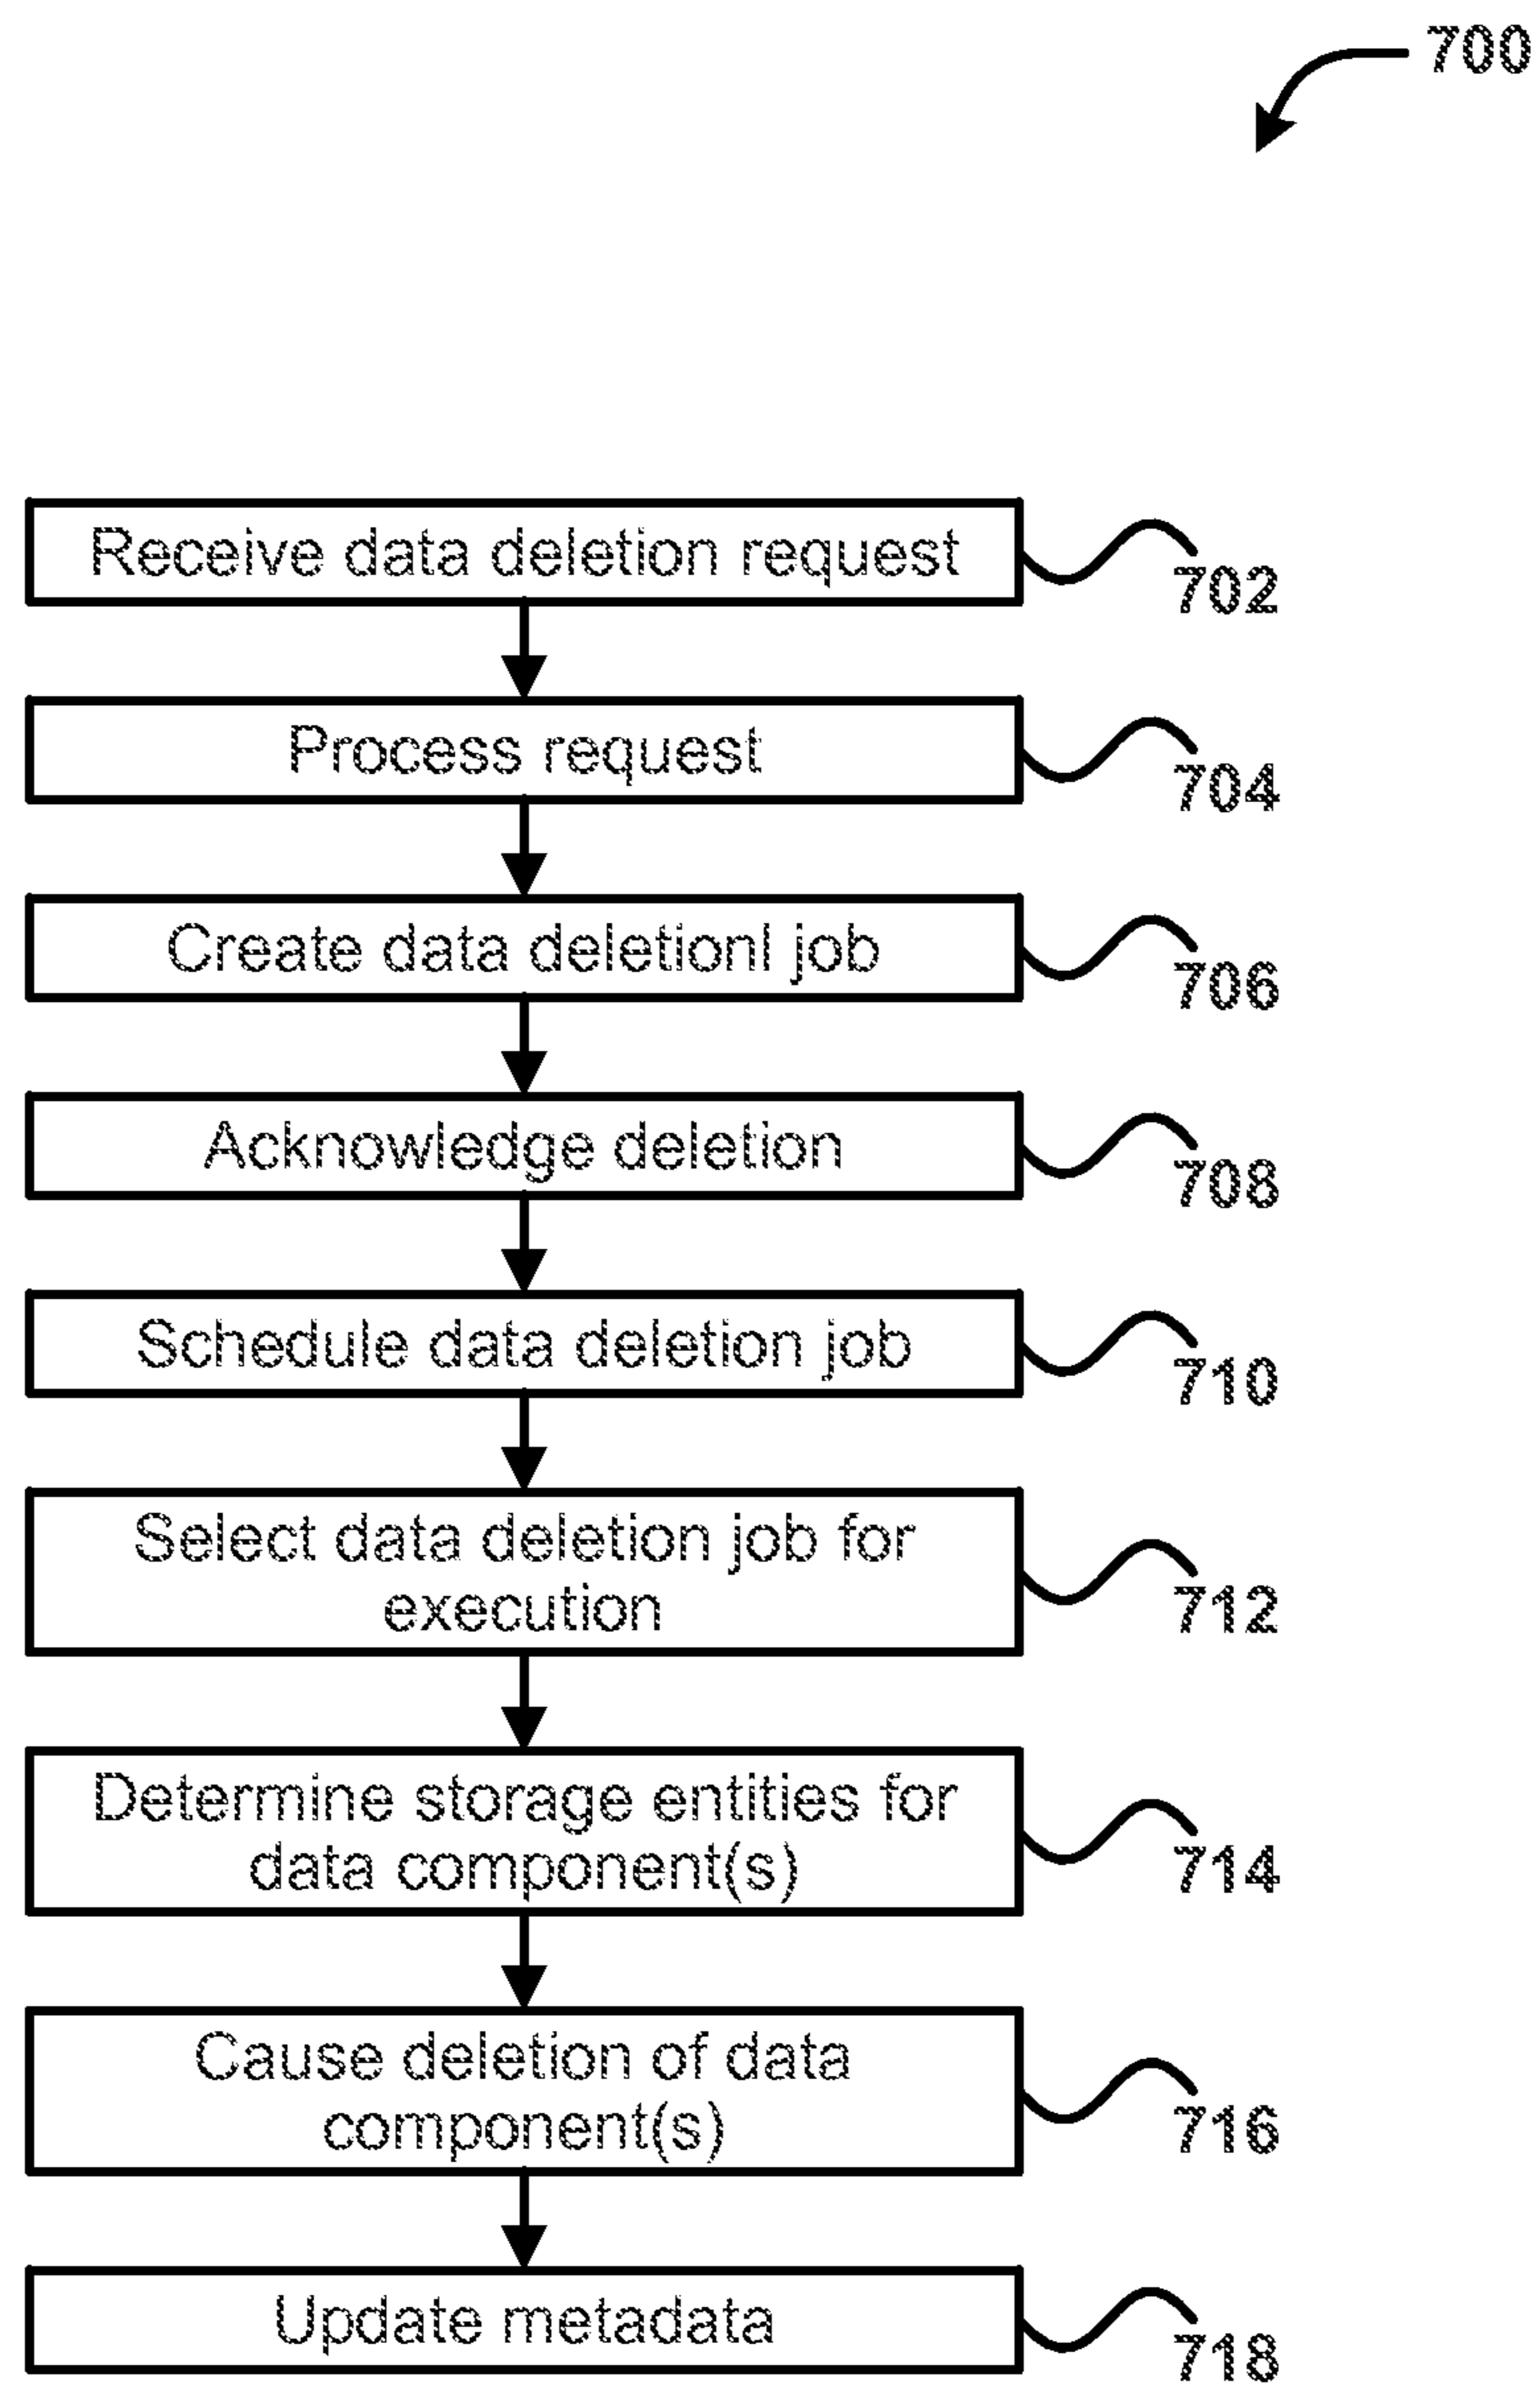 700
Receive data deletion request
702
Process request
704
Create data deletionl job
706
Acknowledge deletion
708
Schedule data deletion job
710
Select data deletion job for
execution
712
Determine storage entities for
data component(s)
714
Cause deletion of data
component(s)
716
Update metadata
718